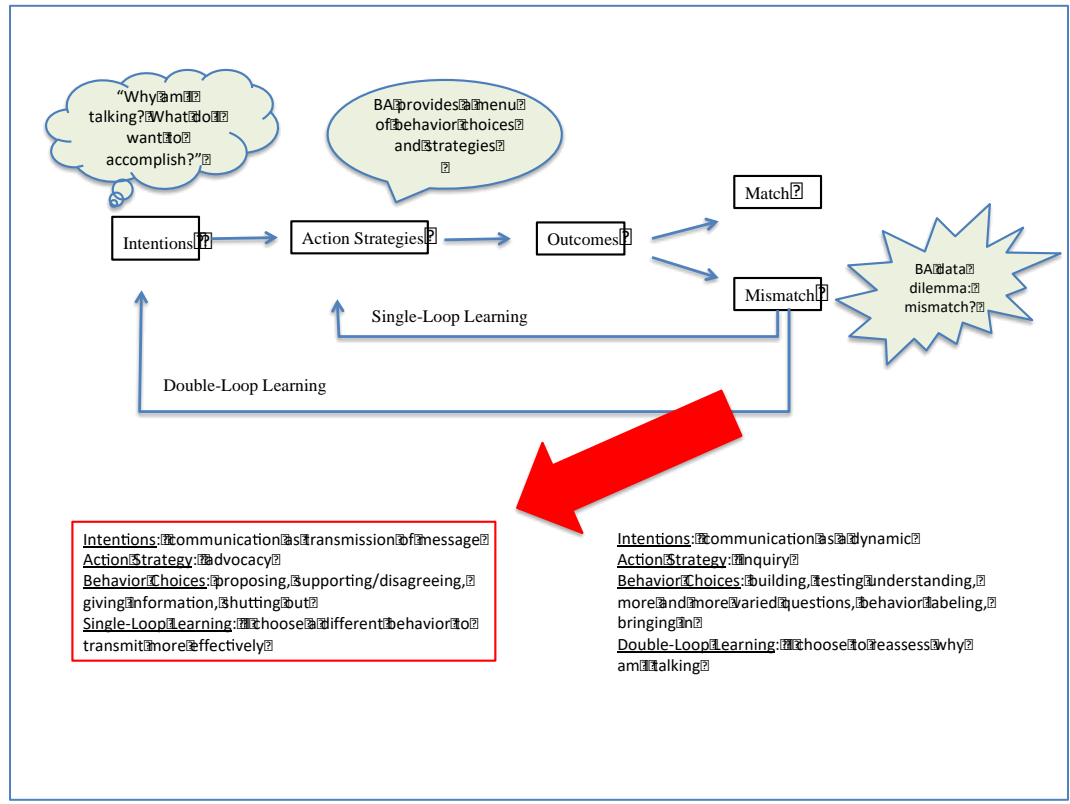 “Why am I
talking? What do I
want to
accomplish?”
BA provides a menu
of behavior choices
and strategies
Match
Intentions
Action Strategies
Outcomes
BA data
dilemma:
mismatch?
Mismatch
Single-Loop Learning
Double-Loop Learning
Intentions: communication as transmission of message
Action Strategy: advocacy
Behavior Choices: proposing, supporting/disagreeing,
giving information, shutting out
Single-Loop Learning: I choose a different behavior to
transmit more effectively
Intentions: communication as a dynamic
Action Strategy: inquiry
Behavior Choices: building, testing understanding,
more and more varied questions, behavior labeling,
bringing in
Double-Loop Learning: I choose to reassess why
am I talking